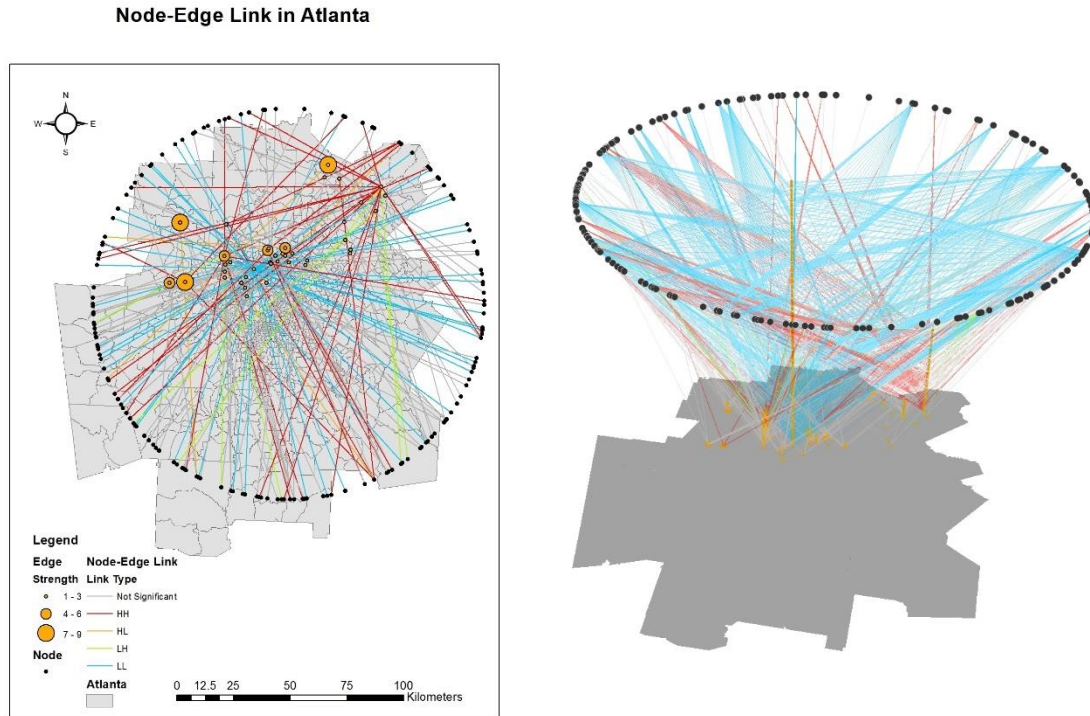 Node-Edge Link in Atlanta
N
W E
S
Legend
Edge Node-Edge Link
Strength Link Type
1 - 3 Not Significant
4 - 6 HH
7 - 9 HL
Node LH
LL
Atlanta
0 12.5 25 50 75 100
Kilometers